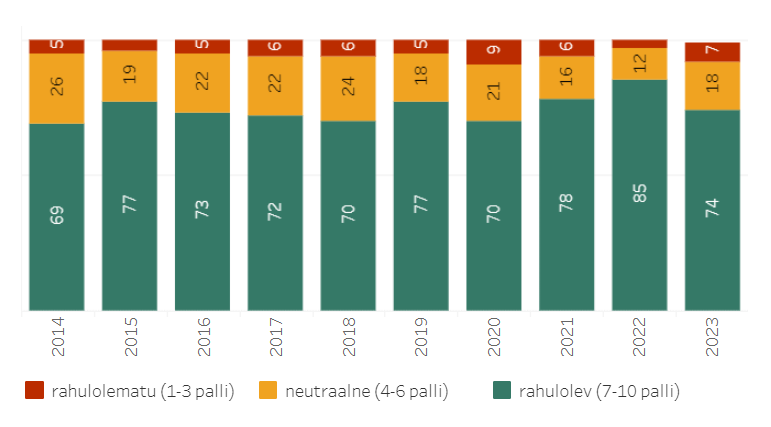 5 5 6 6 5 9 6 7
26 19 22 22 24 18 21 16 12 18
69 77 73 72 70 77 70 78 85 74
2014 2015 2016 2017 2018 2019 2020 2021 2022 2023
rahulolematu (1-3 palli) neutraalne (4-6 palli) rahulolev (7-10 palli)